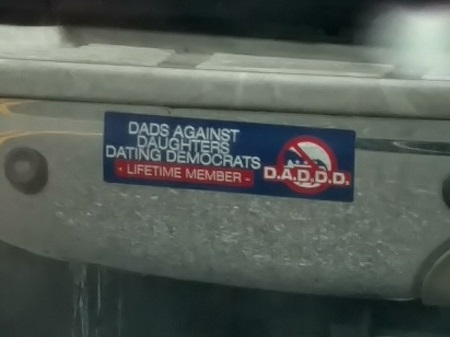 DADS AGAINST
DAUGHTERS
DATING DEMOCRATS
- LIFETIME MEMBER -
D.A.D.D.D.